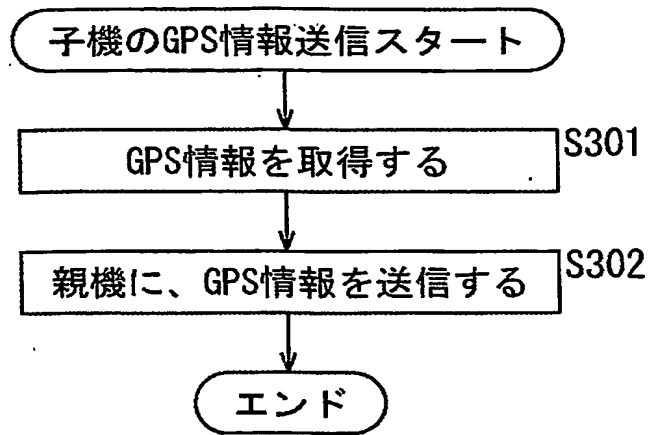 子機のGPS情報送信スタート
GPS情報を取得する
S301
親機に、GPS情報を送信する
S302
エンド